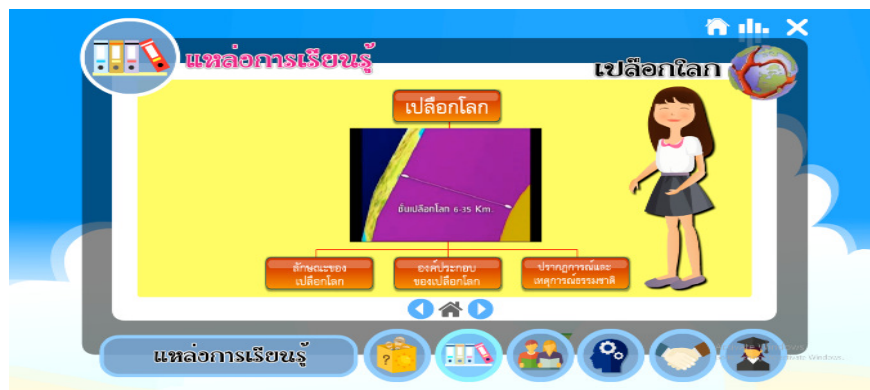 แหล่งการเรียนรู้
เปลือกโลก
เปลือกโลก
ชั้นเปลือกโลก 6-35 Km.
ลักษณะของ
เปลือกโลก
องค์ประกอบ
ของเปลือกโลก
ปรากฏการณ์และ
เหตุการณ์ธรรมชาติ
?
แหล่งการเรียนรู้